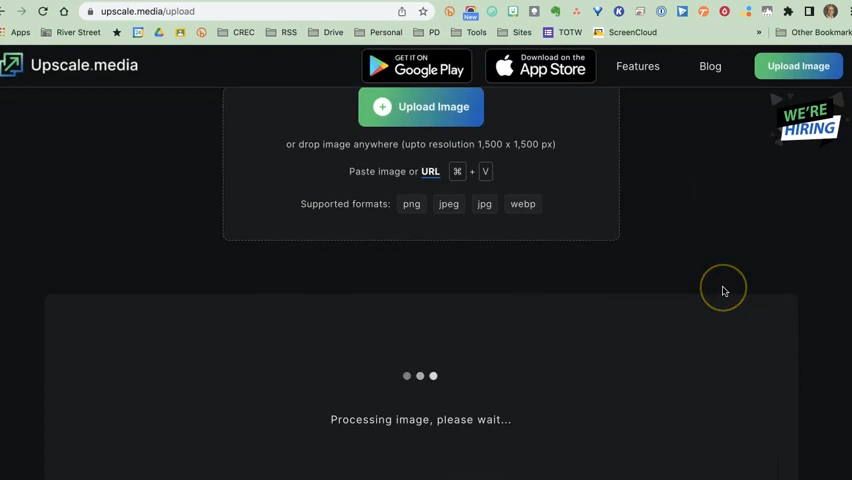 upscale.media/upload
New
Apps River Street CREC RSS Drive Personal PD Tools Sites TOTW ScreenCloud » Other Bookmark
Upscale.media
GET IT ON Google Play
Download on the App Store
Features Blog Upload Image
+ Upload Image
WE'RE HIRING
or drop image anywhere (upto resolution 1,500 x 1,500 px)
Paste image or URL ⌘ + V
Supported formats: png jpeg jpg webp
Processing image, please wait...